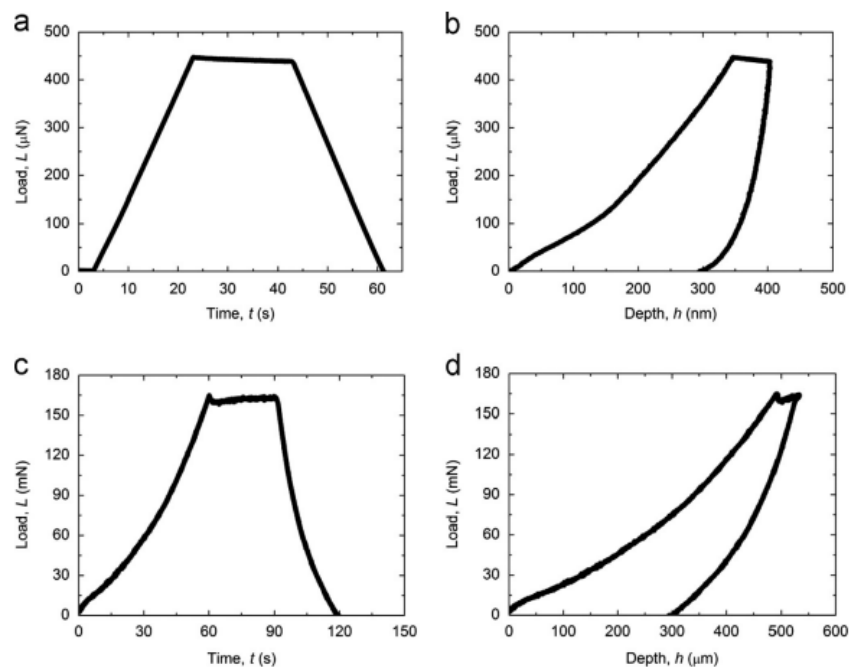 a
Load, L (μN)
500
400
300
200
100
0
0 10 20 30 40 50 60
Time, t (s)
b
Load, L (μN)
500
400
300
200
100
0
0 100 200 300 400 500
Depth, h (nm)
c
Load, L (mN)
180
150
120
90
60
30
0
0 30 60 90 120 150
Time, t (s)
d
Load, L (mN)
180
150
120
90
60
30
0
0 100 200 300 400 500 600
Depth, h (μm)